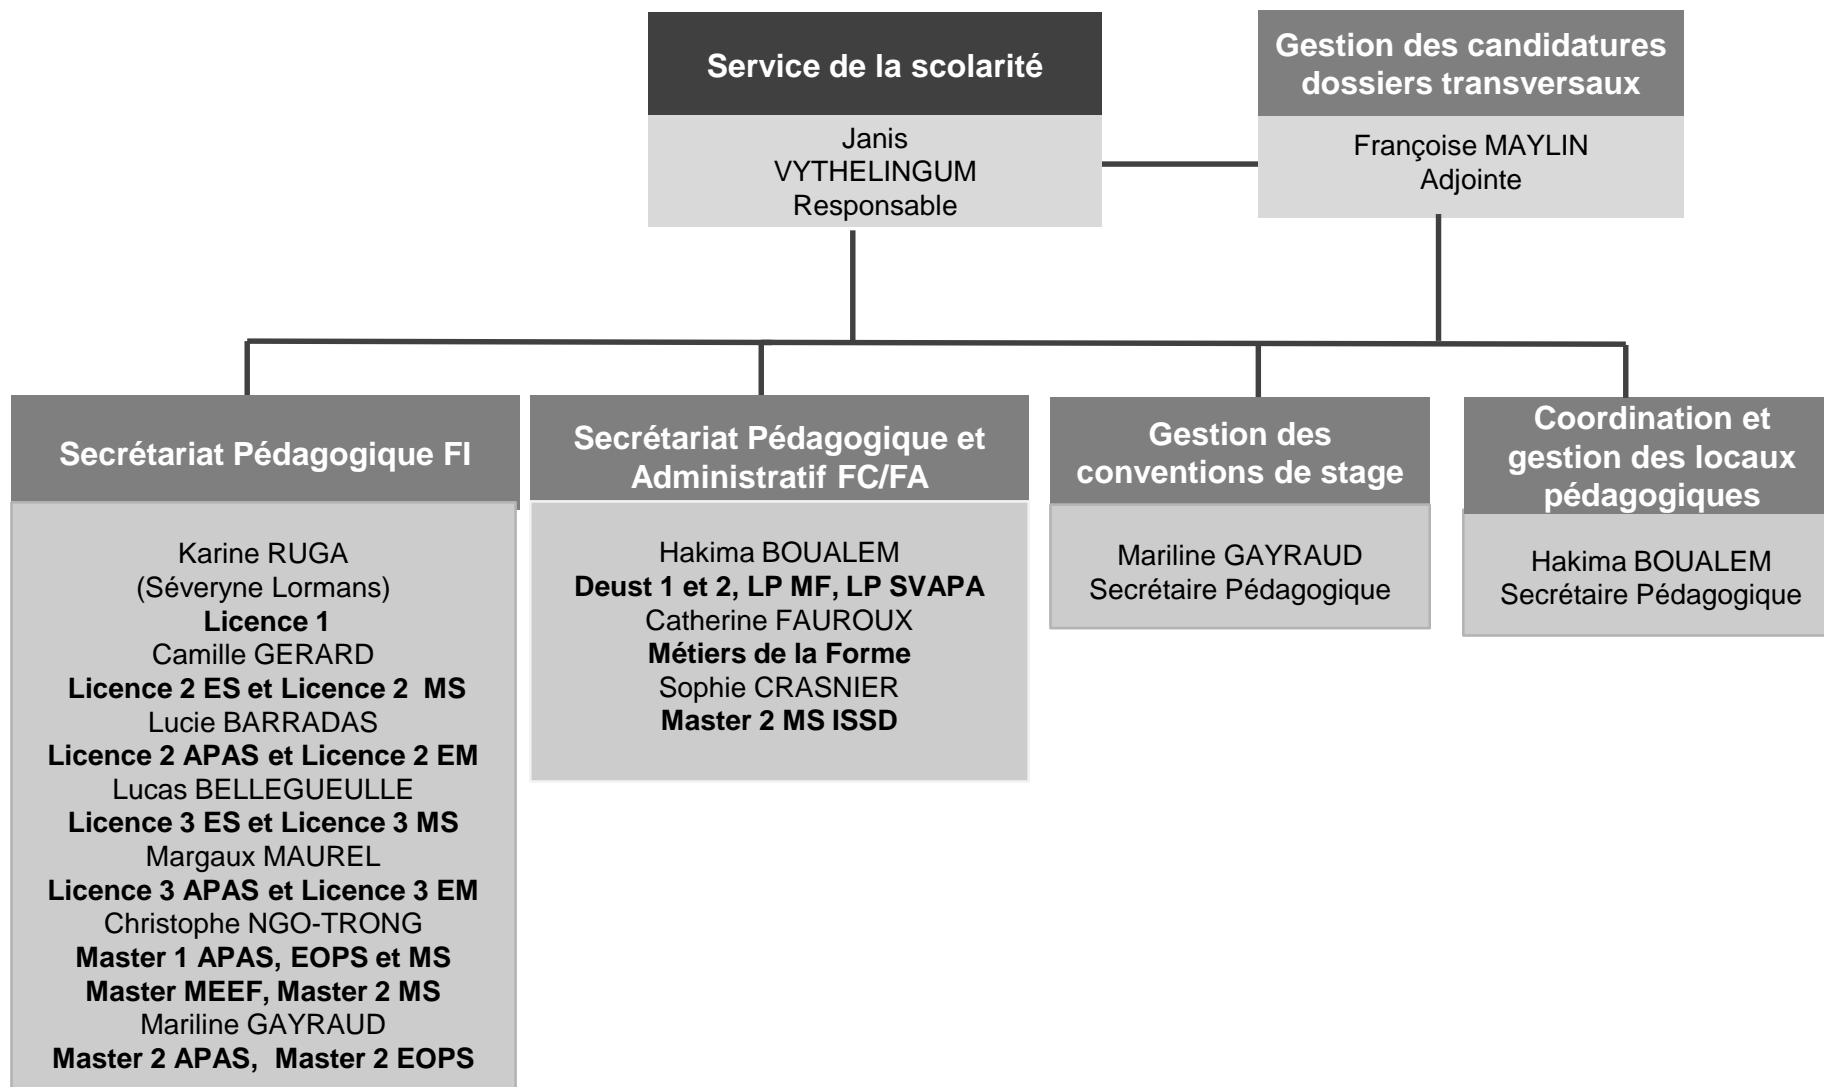 Service de la scolarité
Janis
VYTHELINGUM
Responsable
Gestion des candidatures
dossiers transversaux
Françoise MAYLIN
Adjointe
Secrétariat Pédagogique FI
Karine RUGA
(Séveryne Lormans)
Licence 1
Camille GERARD
Licence 2 ES et Licence 2 MS
Lucie BARRADAS
Licence 2 APAS et Licence 2 EM
Lucas BELLEGUEULLE
Licence 3 ES et Licence 3 MS
Margaux MAUREL
Licence 3 APAS et Licence 3 EM
Christophe NGO-TRONG
Master 1 APAS, EOPS et MS
Master MEEF, Master 2 MS
Mariline GAYRAUD
Master 2 APAS, Master 2 EOPS
Secrétariat Pédagogique et
Administratif FC/FA
Hakima BOUALEM
Deust 1 et 2, LP MF, LP SVAPA
Catherine FAUROUX
Métiers de la Forme
Sophie CRASNIER
Master 2 MS ISSD
Gestion des
conventions de stage
Mariline GAYRAUD
Secrétaire Pédagogique
Coordination et
gestion des locaux
pédagogiques
Hakima BOUALEM
Secrétaire Pédagogique